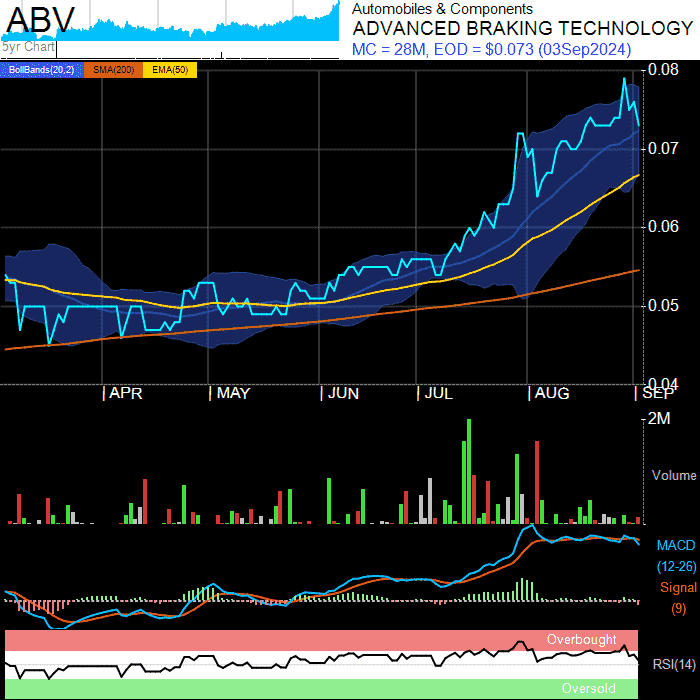 ABV
5yr Chart
Automobiles & Components
ADVANCED BRAKING TECHNOLOGY
MC = 28M, EOD = $0.073 (03Sep2024)
BollBands(20,2) SMA(200) EMA(50)
0.08
0.07
0.06
0.05
0.04
APR MAY JUN JUL AUG SEP
2M
Volume
MACD
(12-26)
Signal
(9)
Overbought
RSI(14)
Oversold